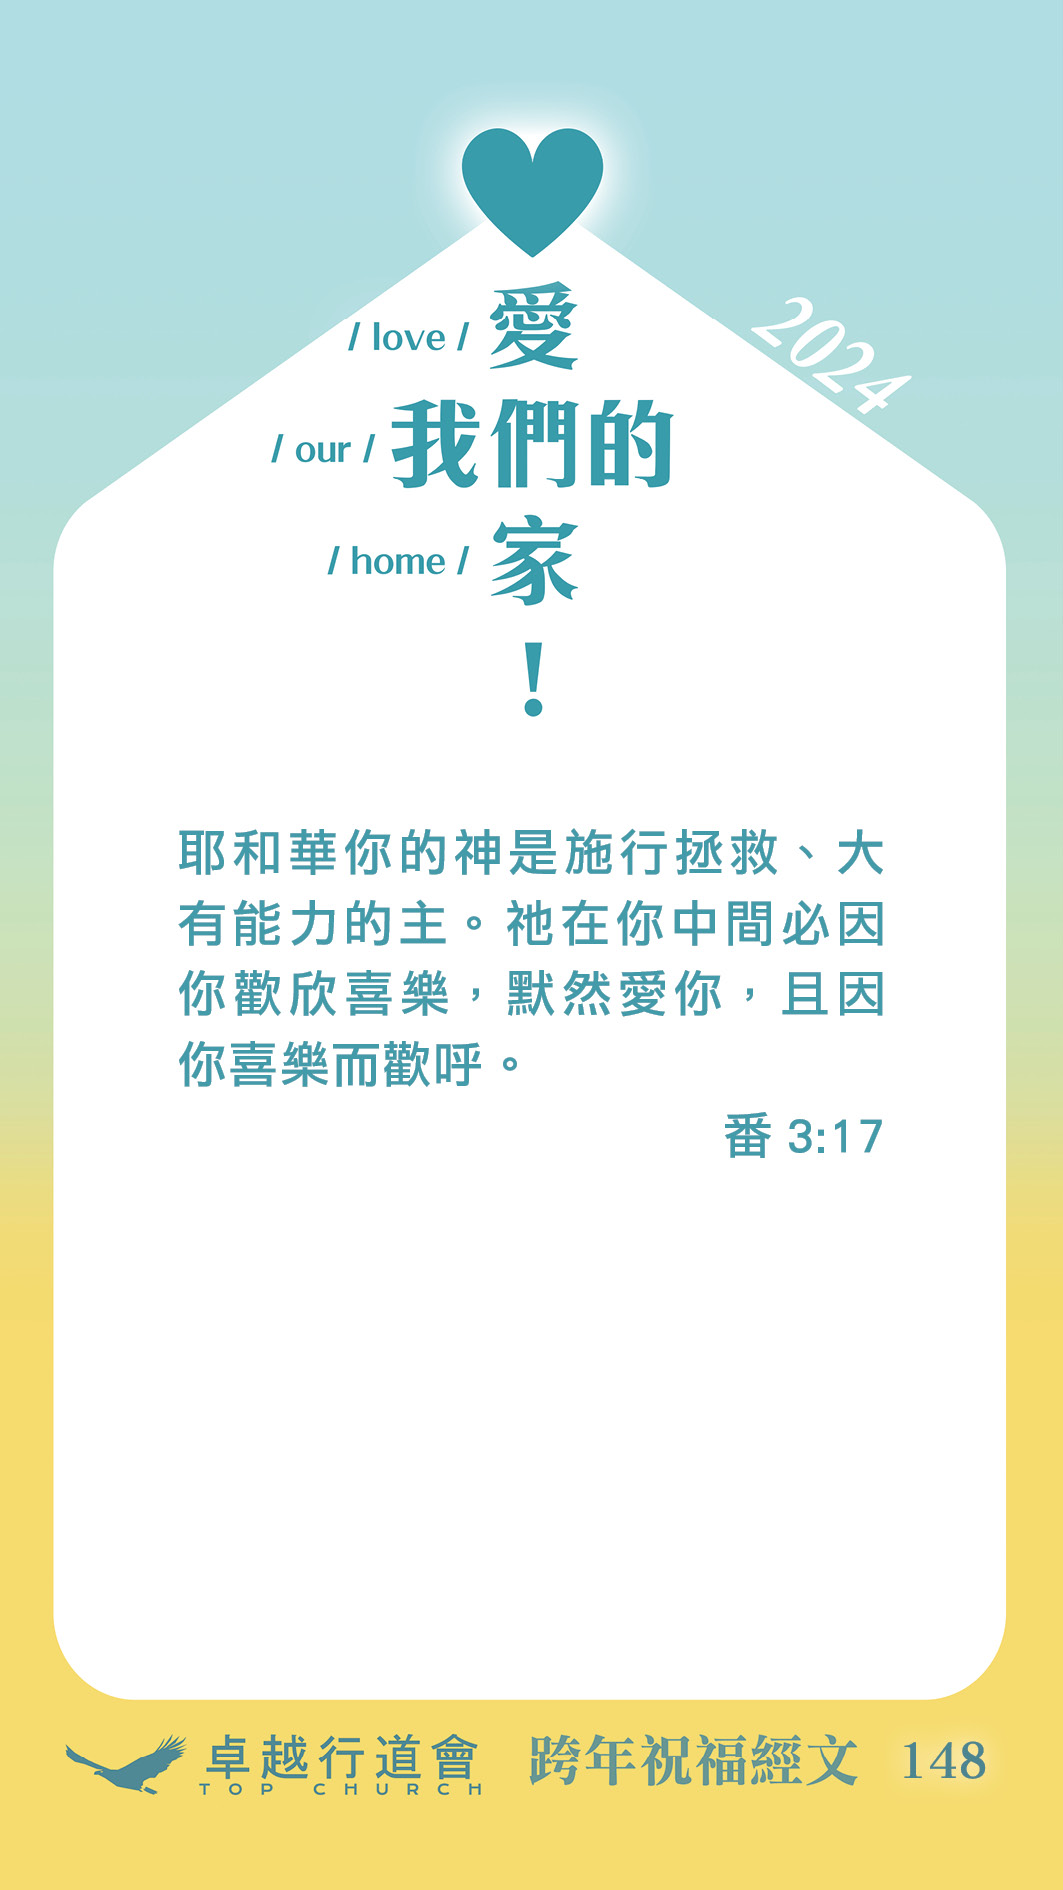 2024
/ love / 愛
/ our / 我們的
/ home / 家
!
耶和華你的神是施行拯救、大
有能力的主。祂在你中間必因
你歡欣喜樂，默然愛你，且因
你喜樂而歡呼。
番 3:17
卓越行道會
TOP CHURCH
跨年祝福經文 148